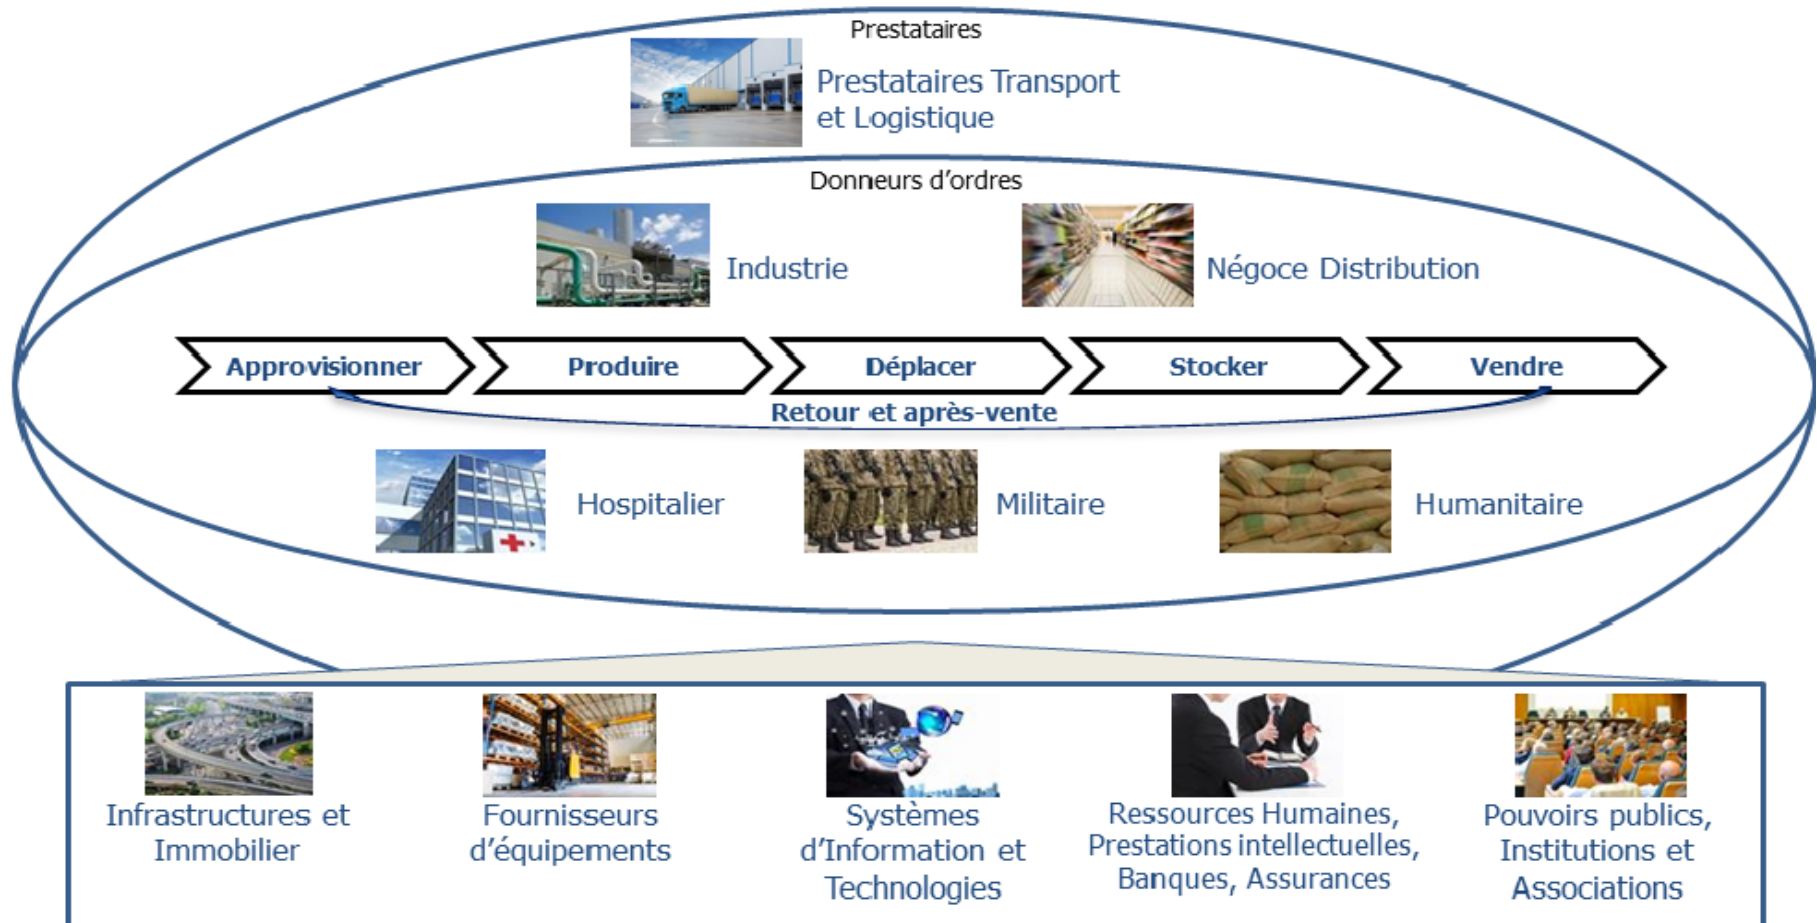 Prestataires
Prestataires Transport
et Logistique
Donneurs d'ordres
Industrie
Négoce Distribution
Approvisionner
Produire
Déplacer
Stocker
Vendre
Retour et après-vente
Hospitalier
Militaire
Humanitaire
Infrastructures et
Immobilier
Fournisseurs
d'équipements
Systèmes
d'Information et
Technologies
Ressources Humaines,
Prestations intellectuelles,
Banques, Assurances
Pouvoirs publics,
Institutions et
Associations